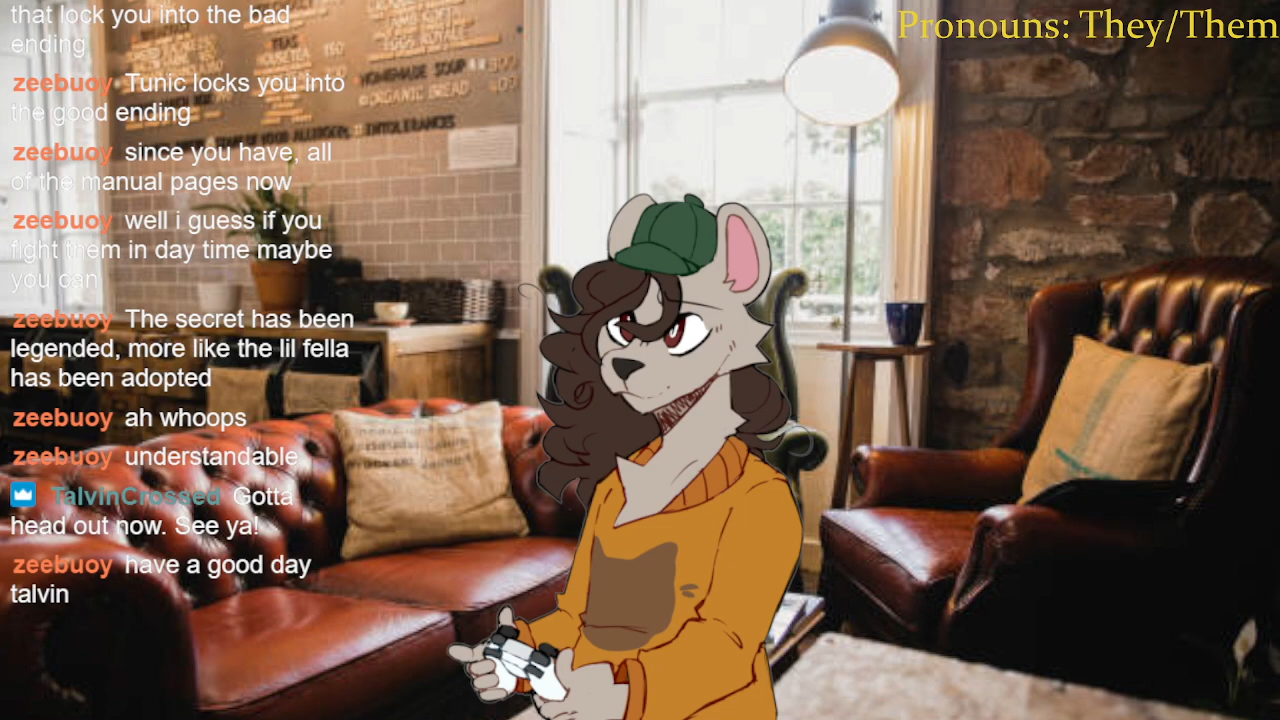 that lock you into the bad
ending
zeebuoy Tunic locks you into
the good ending
zeebuoy since you have, all
of the manual pages now
zeebuoy well i guess if you
fight them in day time maybe
you can
zeebuoy The secret has been
legended, more like the lil fella
has been adopted
zeebuoy ah whoops
zeebuoy understandable
TalvinCrossed Gotta
head out now. See ya!
zeebuoy have a good day
talvin
Pronouns: They/Them
TEAS
HOMEMADE SOUP
ORGANIC BREAD